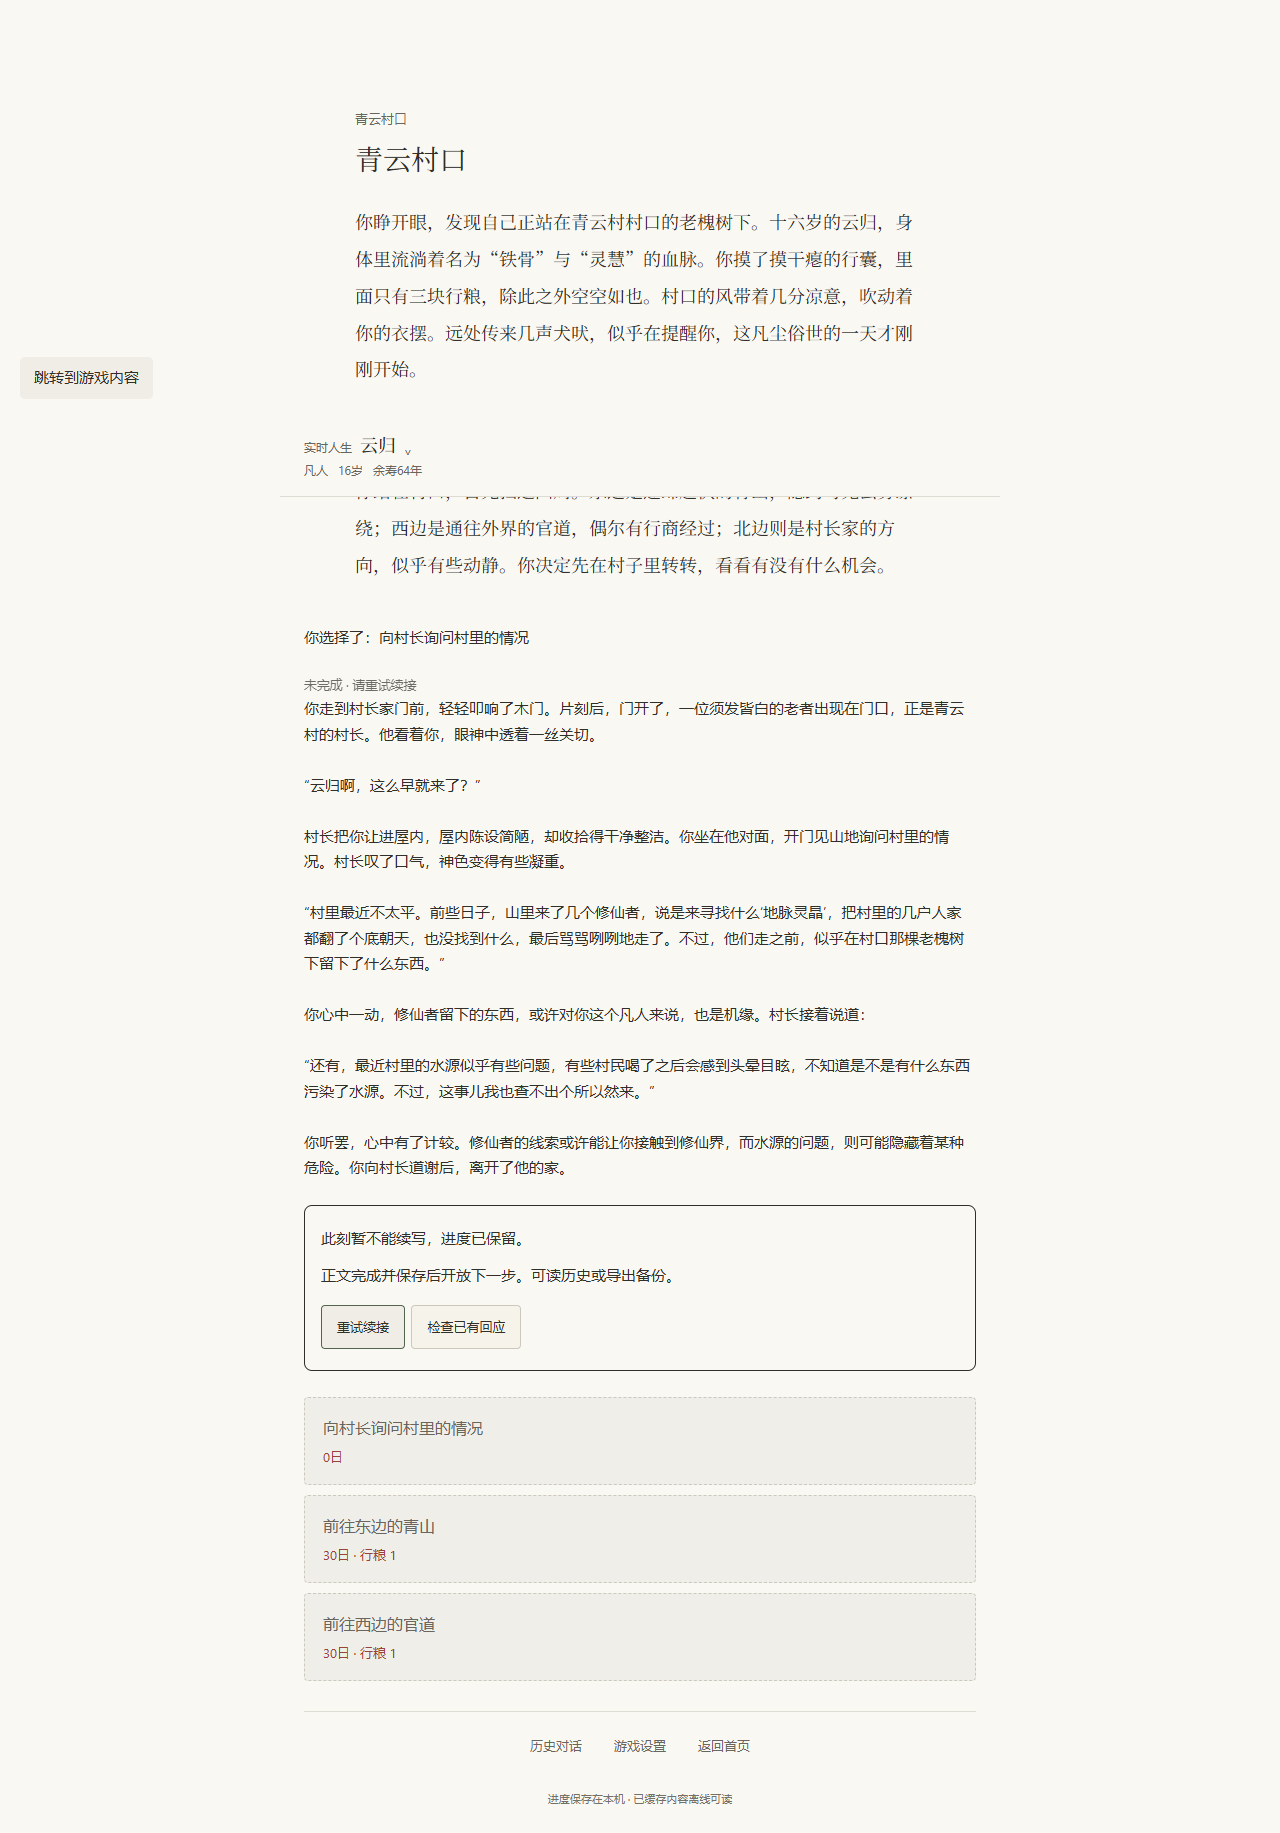 青云村口
青云村口
你睁开眼，发现自己正站在青云村村口的老槐树下。十六岁的云归，身
体里流淌着名为“铁骨”与“灵慧”的血脉。你摸了摸干瘪的行囊，里
面只有三块行粮，除此之外空空如也。村口的风带着几分凉意，吹动着
你的衣摆。远处传来几声犬吠，似乎在提醒你，这凡尘俗世的一天才刚
刚开始。
跳转到游戏内容
实时人生 云归 v
凡人 16岁 余寿64年
绕；西边是通往外界的官道，偶尔有行商经过；北边则是村长家的方
向，似乎有些动静。你决定先在村子里转转，看看有没有什么机会。
你选择了：向村长询问村里的情况
未完成 · 请重试续接
你走到村长家门前，轻轻叩响了木门。片刻后，门开了，一位须发皆白的老者出现在门口，正是青云
村的村长。他看着你，眼神中透着一丝关切。
“云归啊，这么早就来了？”
村长把你让进屋内，屋内陈设简陋，却收拾得干净整洁。你坐在他对面，开门见山地询问村里的情
况。村长叹了口气，神色变得有些凝重。
“村里最近不太平。前些日子，山里来了几个修仙者，说是来寻找什么‘地脉灵晶’，把村里的几户人家
都翻了个底朝天，也没找到什么，最后骂骂咧咧地走了。不过，他们走之前，似乎在村口那棵老槐树
下留下了什么东西。”
你心中一动，修仙者留下的东西，或许对你这个凡人来说，也是机缘。村长接着说道：
“还有，最近村里的水源似乎有些问题，有些村民喝了之后会感到头晕目眩，不知道是不是有什么东西
污染了水源。不过，这事儿我也查不出个所以然来。”
你听罢，心中有了计较。修仙者的线索或许能让你接触到修仙界，而水源的问题，则可能隐藏着某种
危险。你向村长道谢后，离开了他的家。
此刻暂不能续写，进度已保留。
正文完成并保存后开放下一步。可读历史或导出备份。
重试续接 检查已有回应
向村长询问村里的情况
0日
前往东边的青山
30日 · 行粮 1
前往西边的官道
30日 · 行粮 1
历史对话 游戏设置 返回首页
进度保存在本机 · 已缓存内容离线可读